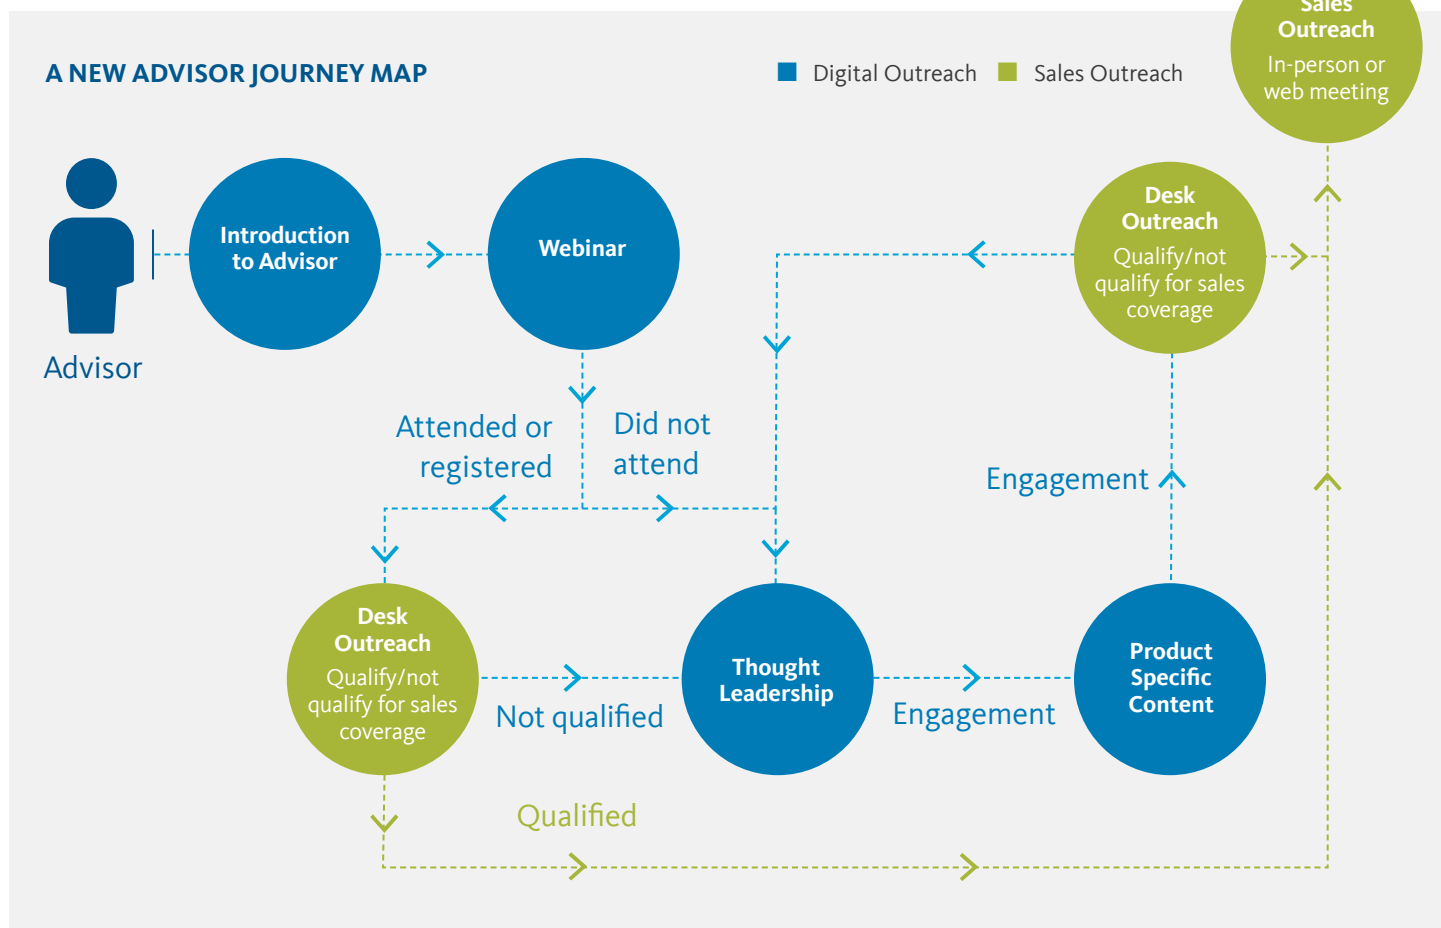 A NEW ADVISOR JOURNEY MAP
Digital Outreach
Sales Outreach
Sales
Outreach
In-person or
web meeting
Advisor
Introduction
to Advisor
Webinar
Desk
Outreach
Qualify/not
qualify for sales
coverage
Attended or
registered
Did not
attend
Engagement
Desk
Outreach
Qualify/not
qualify for sales
coverage
Not qualified
Thought
Leadership
Engagement
Product
Specific
Content
Qualified